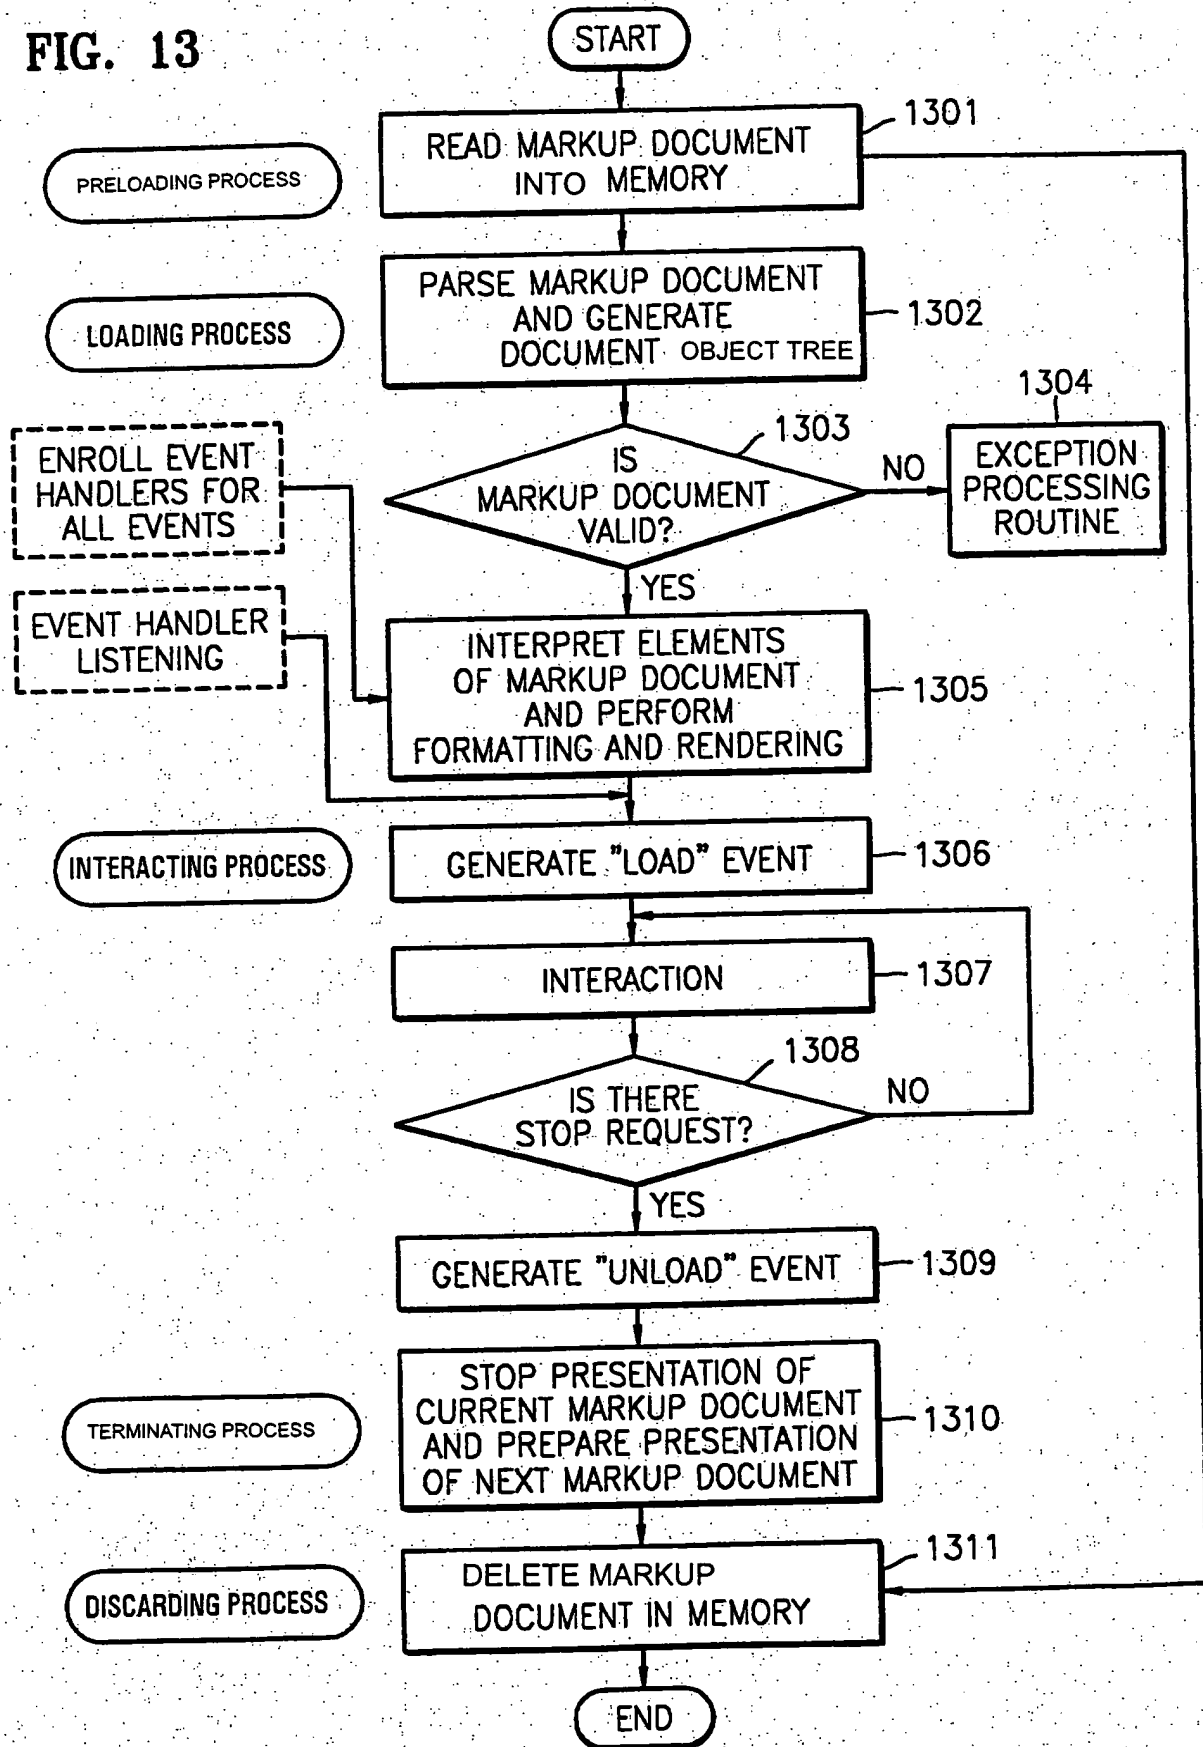 FIG. 13
START
1301
READ MARKUP DOCUMENT
INTO MEMORY
PRELOADING PROCESS
PARSE MARKUP DOCUMENT
AND GENERATE
DOCUMENT OBJECT TREE
1302
LOADING PROCESS
1304
EXCEPTION
PROCESSING
ROUTINE
1303
IS
MARKUP DOCUMENT
VALID?
NO
YES
ENROLL EVENT
HANDLERS FOR
ALL EVENTS
EVENT HANDLER
LISTENING
INTERPRET ELEMENTS
OF MARKUP DOCUMENT
AND PERFORM
FORMATTING AND RENDERING
1305
INTERACTING PROCESS
GENERATE "LOAD" EVENT
1306
INTERACTION
1307
1308
IS THERE
STOP REQUEST?
NO
YES
GENERATE "UNLOAD" EVENT
1309
STOP PRESENTATION OF
CURRENT MARKUP DOCUMENT
AND PREPARE PRESENTATION
OF NEXT MARKUP DOCUMENT
1310
TERMINATING PROCESS
1311
DELETE MARKUP
DOCUMENT IN MEMORY
DISCARDING PROCESS
END